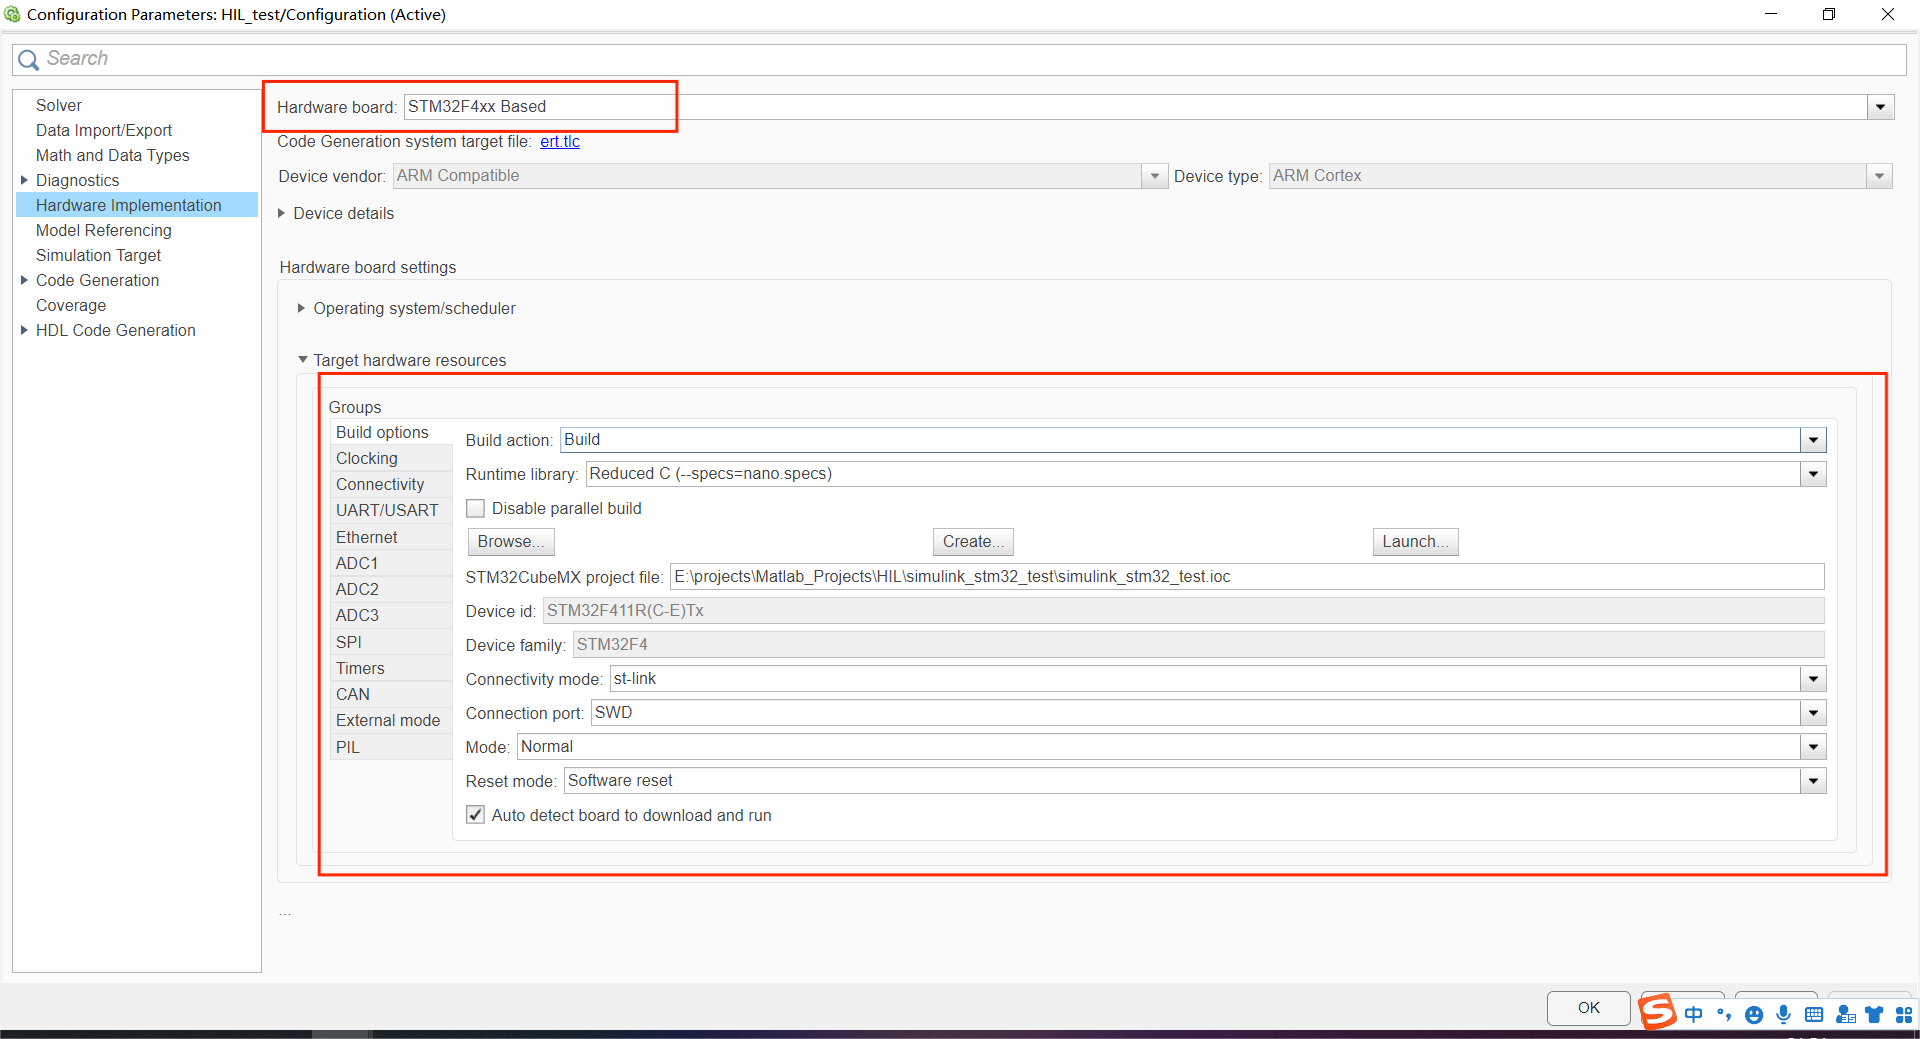 Configuration Parameters: HIL_test/Configuration (Active)
Search
Solver
Data Import/Export
Math and Data Types
Diagnostics
Hardware Implementation
Model Referencing
Simulation Target
Code Generation
Coverage
HDL Code Generation
Hardware board: STM32F4xx Based
Code Generation system target file: ert.tlc
Device vendor: ARM Compatible Device type: ARM Cortex
Device details
Hardware board settings
Operating system/scheduler
Target hardware resources
Groups
Build options
Clocking
Connectivity
UART/USART
Ethernet
ADC1
ADC2
ADC3
SPI
Timers
CAN
External mode
PIL
Build action: Build
Runtime library: Reduced C (--specs=nano.specs)
Disable parallel build
Browse... Create... Launch...
STM32CubeMX project file: E:\projects\Matlab_Projects\HIL\simulink_stm32_test\simulink_stm32_test.ioc
Device id: STM32F411R(C-E)Tx
Device family: STM32F4
Connectivity mode: st-link
Connection port: SWD
Mode: Normal
Reset mode: Software reset
Auto detect board to download and run
...
OK
S 中